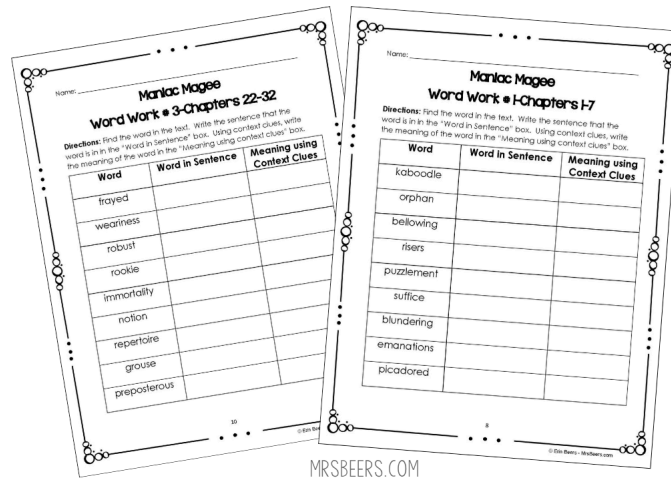 Name:
Maniac Magee
Word Work # 3-Chapters 22-32
Directions: Find the word in the text. Write the sentence that the
word is in in the "Word in Sentence" box. Using context clues, write
the meaning of the word in the "Meaning using context clues" box.
Word Word in Sentence Meaning using
Context Clues
frayed
weariness
robust
rookie
immortality
notion
repertoire
grouse
preposterous
10
© Erin Beers
Name:
Maniac Magee
Word Work # 1-Chapters 1-7
Directions: Find the word in the text. Write the sentence that the
word is in in the "Word in Sentence" box. Using context clues, write
the meaning of the word in the "Meaning using context clues" box.
Word Word in Sentence Meaning using
Context Clues
kaboodle
orphan
bellowing
risers
puzzlement
suffice
blundering
emanations
picadored
8
© Erin Beers - MrsBeers.com
MRSBEERS.COM